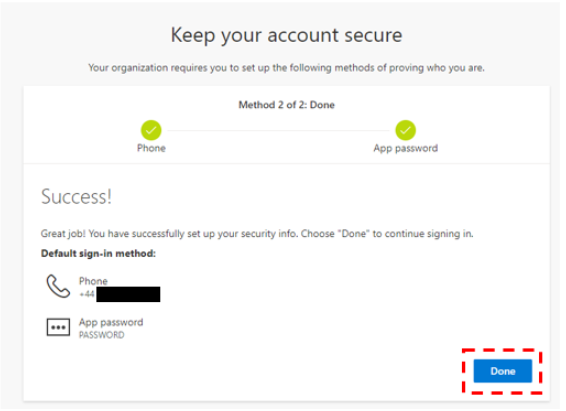 Keep your account secure
Your organization requires you to set up the following methods of proving who you are.
Method 2 of 2: Done
Phone
App password
Success!
Great job! You have successfully set up your security info. Choose "Done" to continue signing in.
Default sign-in method:
Phone
+44
App password
PASSWORD
Done